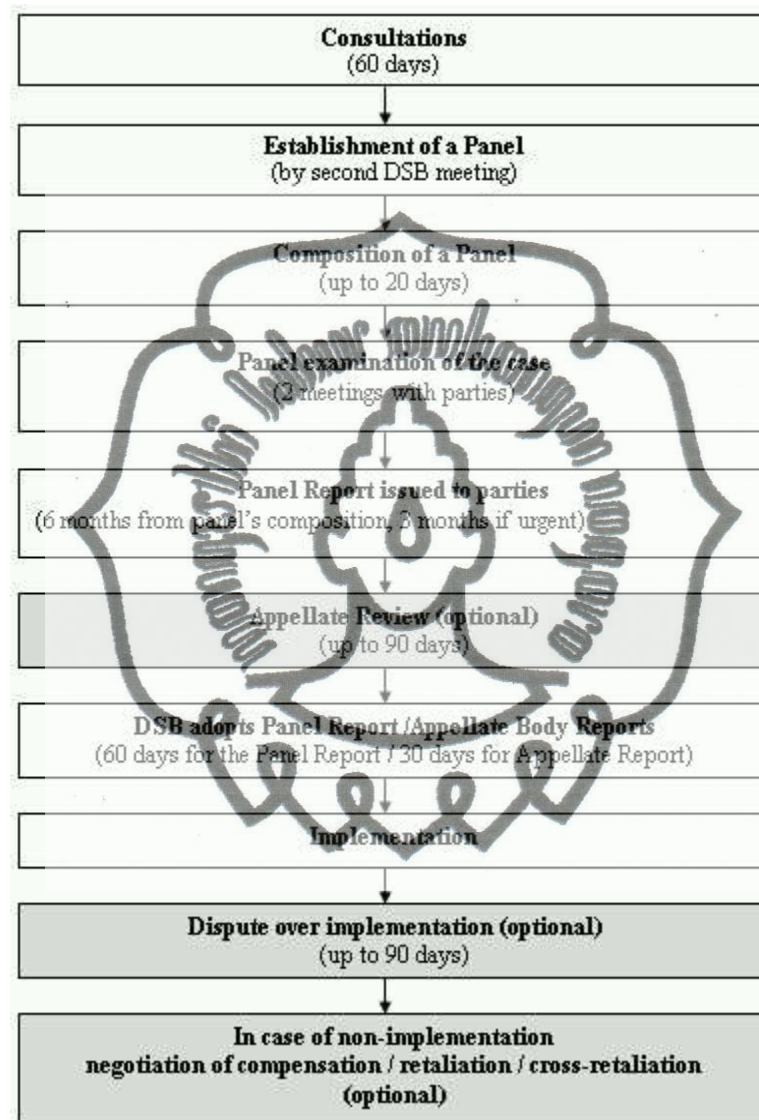 Consultations
(60 days)
Establishment of a Panel
(by second DSB meeting)
Composition of a Panel
(up to 20 days)
Panel examination of the case
(2 meetings with parties)
Panel Report issued to parties
(6 months from panel's composition, 3 months if urgent)
Appellate Review (optional)
(up to 90 days)
DSB adopts Panel Report /Appellate Body Reports
(60 days for the Panel Report / 30 days for Appellate Report)
Implementation
Dispute over implementation (optional)
(up to 90 days)
In case of non-implementation
negotiation of compensation / retaliation / cross-retaliation
(optional)